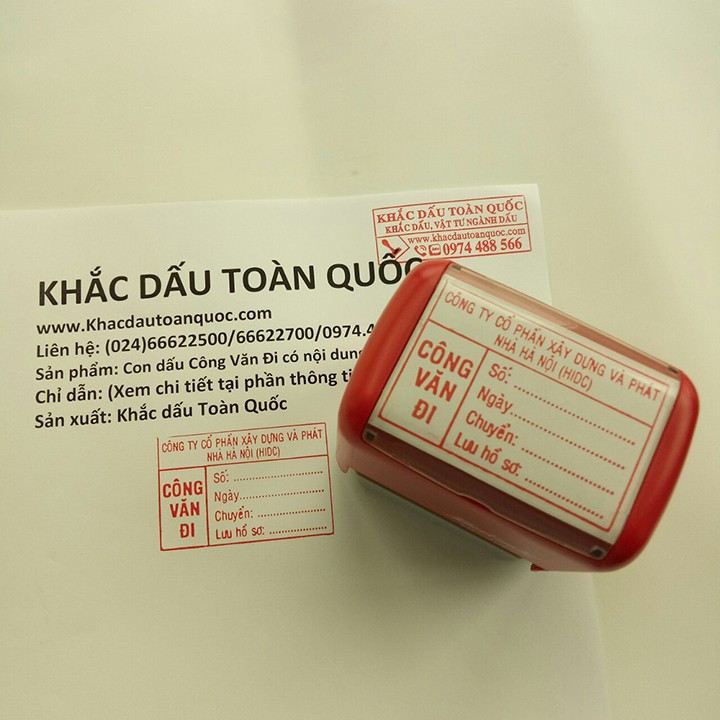 KHẮC DẤU TOÀN QUỐC
KHẮC DẤU, VẬT TƯ NGÀNH DẤU
www.khacdautoanquoc.com
0974 488 566
KHẮC DẤU TOÀN QUỐC
www.Khacdautoanquoc.com
Liên hệ: (024)66622500/66622700/0974.4
Sản phẩm: Con dấu Công Văn Đi có nội dung
Chỉ dẫn: (Xem chi tiết tại phần thông ti
Sản xuất: Khắc dấu Toàn Quốc
CÔNG TY CỔ PHẦN XÂY DỰNG VÀ PHÁT
NHÀ HÀ NỘI (HIDC)
CÔNG VĂN ĐI
Số: ........................
Ngày........................
Chuyển: ........................
Lưu hồ sơ: ........................
CÔNG TY CỔ PHẦN XÂY DỰNG VÀ PHÁT
NHÀ HÀ NỘI (HIDC)
CÔNG VĂN ĐI
Số: ........................
Ngày........................
Chuyển: ........................
Lưu hồ sơ: ........................